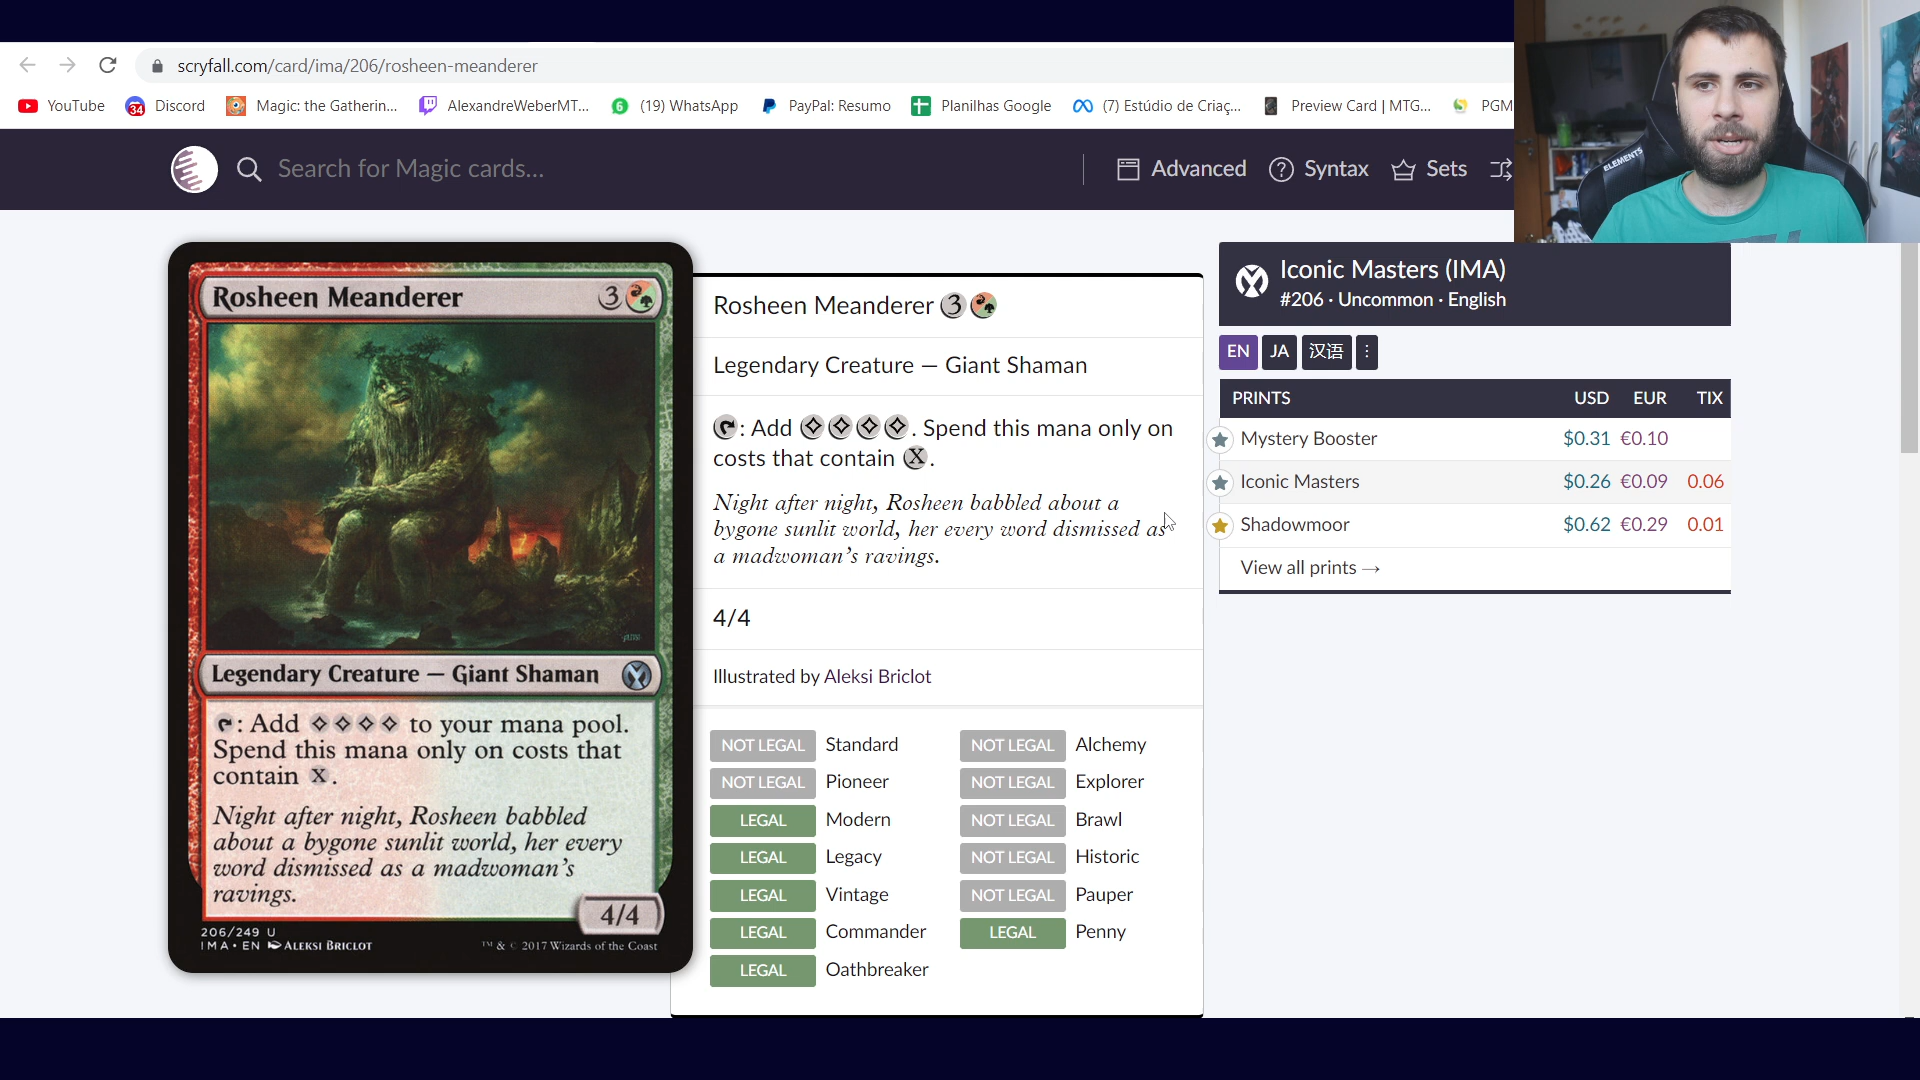 scryfall.com/card/ima/206/rosheen-meanderer
YouTube
34
Discord
Magic: the Gatherin...
AlexandreWeberMT...
6
(19) WhatsApp
PayPal: Resumo
Planilhas Google
(7) Estúdio de Criaç...
Preview Card | MTG...
PGM
Search for Magic cards...
Advanced
Syntax
Sets
ELEMENTS
Rosheen Meanderer 3
Legendary Creature — Giant Shaman
: Add to your mana pool.
Spend this mana only on costs that
contain X.
Night after night, Rosheen babbled
about a bygone sunlit world, her every
word dismissed as a madwoman's
ravings.
4/4
206/249 U
IMA • EN ALEKSI BRICLOT
™ & © 2017 Wizards of the Coast
Rosheen Meanderer 3
Legendary Creature — Giant Shaman
: Add . Spend this mana only on
costs that contain X.
Night after night, Rosheen babbled about a
bygone sunlit world, her every word dismissed as
a madwoman's ravings.
4/4
Illustrated by Aleksi Briclot
NOT LEGAL Standard NOT LEGAL Alchemy
NOT LEGAL Pioneer NOT LEGAL Explorer
LEGAL Modern NOT LEGAL Brawl
LEGAL Legacy NOT LEGAL Historic
LEGAL Vintage NOT LEGAL Pauper
LEGAL Commander LEGAL Penny
LEGAL Oathbreaker
Iconic Masters (IMA)
#206 · Uncommon · English
EN JA 汉语 ⋮
PRINTS USD EUR TIX
Mystery Booster $0.31 €0.10
Iconic Masters $0.26 €0.09 0.06
Shadowmoor $0.62 €0.29 0.01
View all prints →